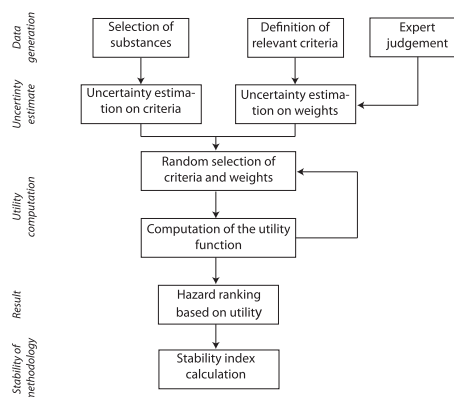 Data
generation
Selection of
substances
Definition of
relevant criteria
Expert
judgement
Uncertinty
estimate
Uncertainty estima-
tion on criteria
Uncertainty estima-
tion on weights
Utility
computation
Random selection of
criteria and weights
Computation of the utility
function
Result
Hazard ranking
based on utility
Stability of
methodology
Stability index
calculation